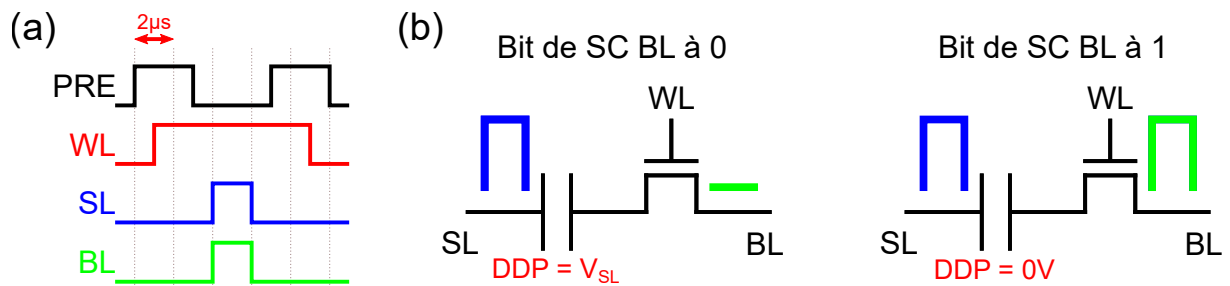 (a)
2µs
PRE
WL
SL
BL
(b)
Bit de SC BL à 0
WL
SL
BL
DDP = V_SL
Bit de SC BL à 1
WL
SL
BL
DDP = 0V